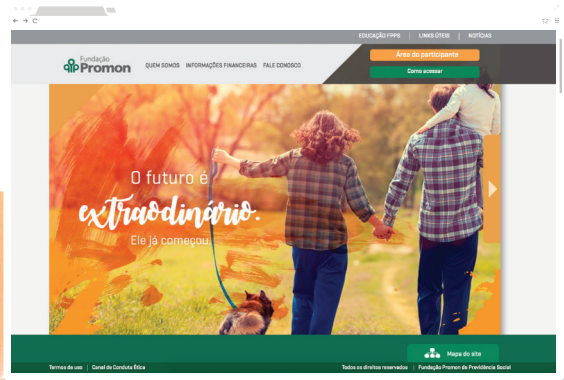 EDUCAÇÃO FPPS | LINKS ÚTEIS | NOTÍCIAS
Fundação
Promon
QUEM SOMOS INFORMAÇÕES FINANCEIRAS FALE CONOSCO
Área do participante
Como acessar
O futuro é
extraodinário.
Ele já começou.
Mapa do site
Termos de uso | Canal de Conduta Ética
Todos os direitos reservados | Fundação Promon de Previdência Social